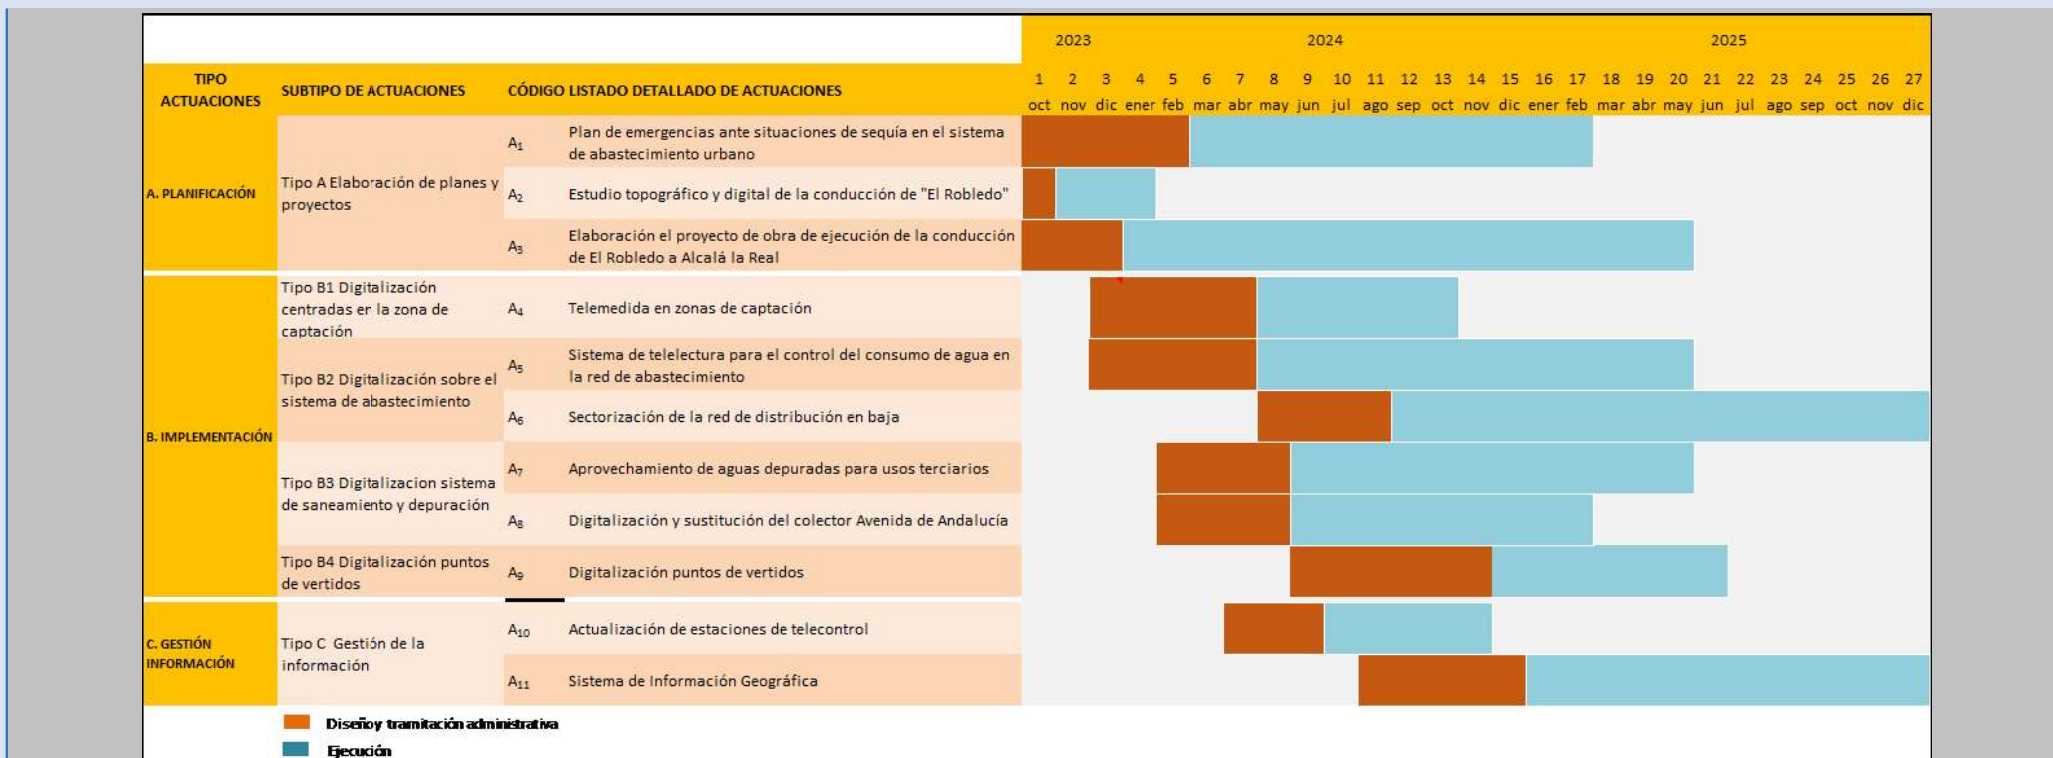 2023 2024 2025
TIPO
ACTUACIONES
SUBTIPO DE ACTUACIONES
CÓDIGO LISTADO DETALLADO DE ACTUACIONES
1 2 3 4 5 6 7 8 9 10 11 12 13 14 15 16 17 18 19 20 21 22 23 24 25 26 27
oct nov dic ener feb mar abr may jun jul ago sep oct nov dic ener feb mar abr may jun jul ago sep oct nov dic
A. PLANIFICACIÓN
Tipo A Elaboración de planes y
proyectos
A1
Plan de emergencias ante situaciones de sequía en el sistema
de abastecimiento urbano
A2
Estudio topográfico y digital de la conducción de "El Robledo"
A3
Elaboración el proyecto de obra de ejecución de la conducción
de El Robledo a Alcalá la Real
B. IMPLEMENTACIÓN
Tipo B1 Digitalización
centradas en la zona de
captación
A4
Telemedida en zonas de captación
Tipo B2 Digitalización sobre el
sistema de abastecimiento
A5
Sistema de telelectura para el control del consumo de agua en
la red de abastecimiento
A6
Sectorización de la red de distribución en baja
Tipo B3 Digitalizacion sistema
de saneamiento y depuración
A7
Aprovechamiento de aguas depuradas para usos terciarios
A8
Digitalización y sustitución del colector Avenida de Andalucía
Tipo B4 Digitalización puntos
de vertidos
A9
Digitalización puntos de vertidos
C. GESTIÓN
INFORMACIÓN
Tipo C Gestión de la
información
A10
Actualización de estaciones de telecontrol
A11
Sistema de Información Geográfica
Diseño y tramitación administrativa
Ejecución